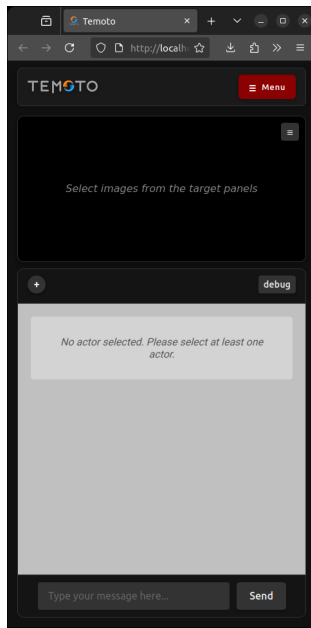 Temoto
http://localh
TEMOTO
≡ Menu
≡
Select images from the target panels
+
debug
No actor selected. Please select at least one
actor.
Type your message here...
Send